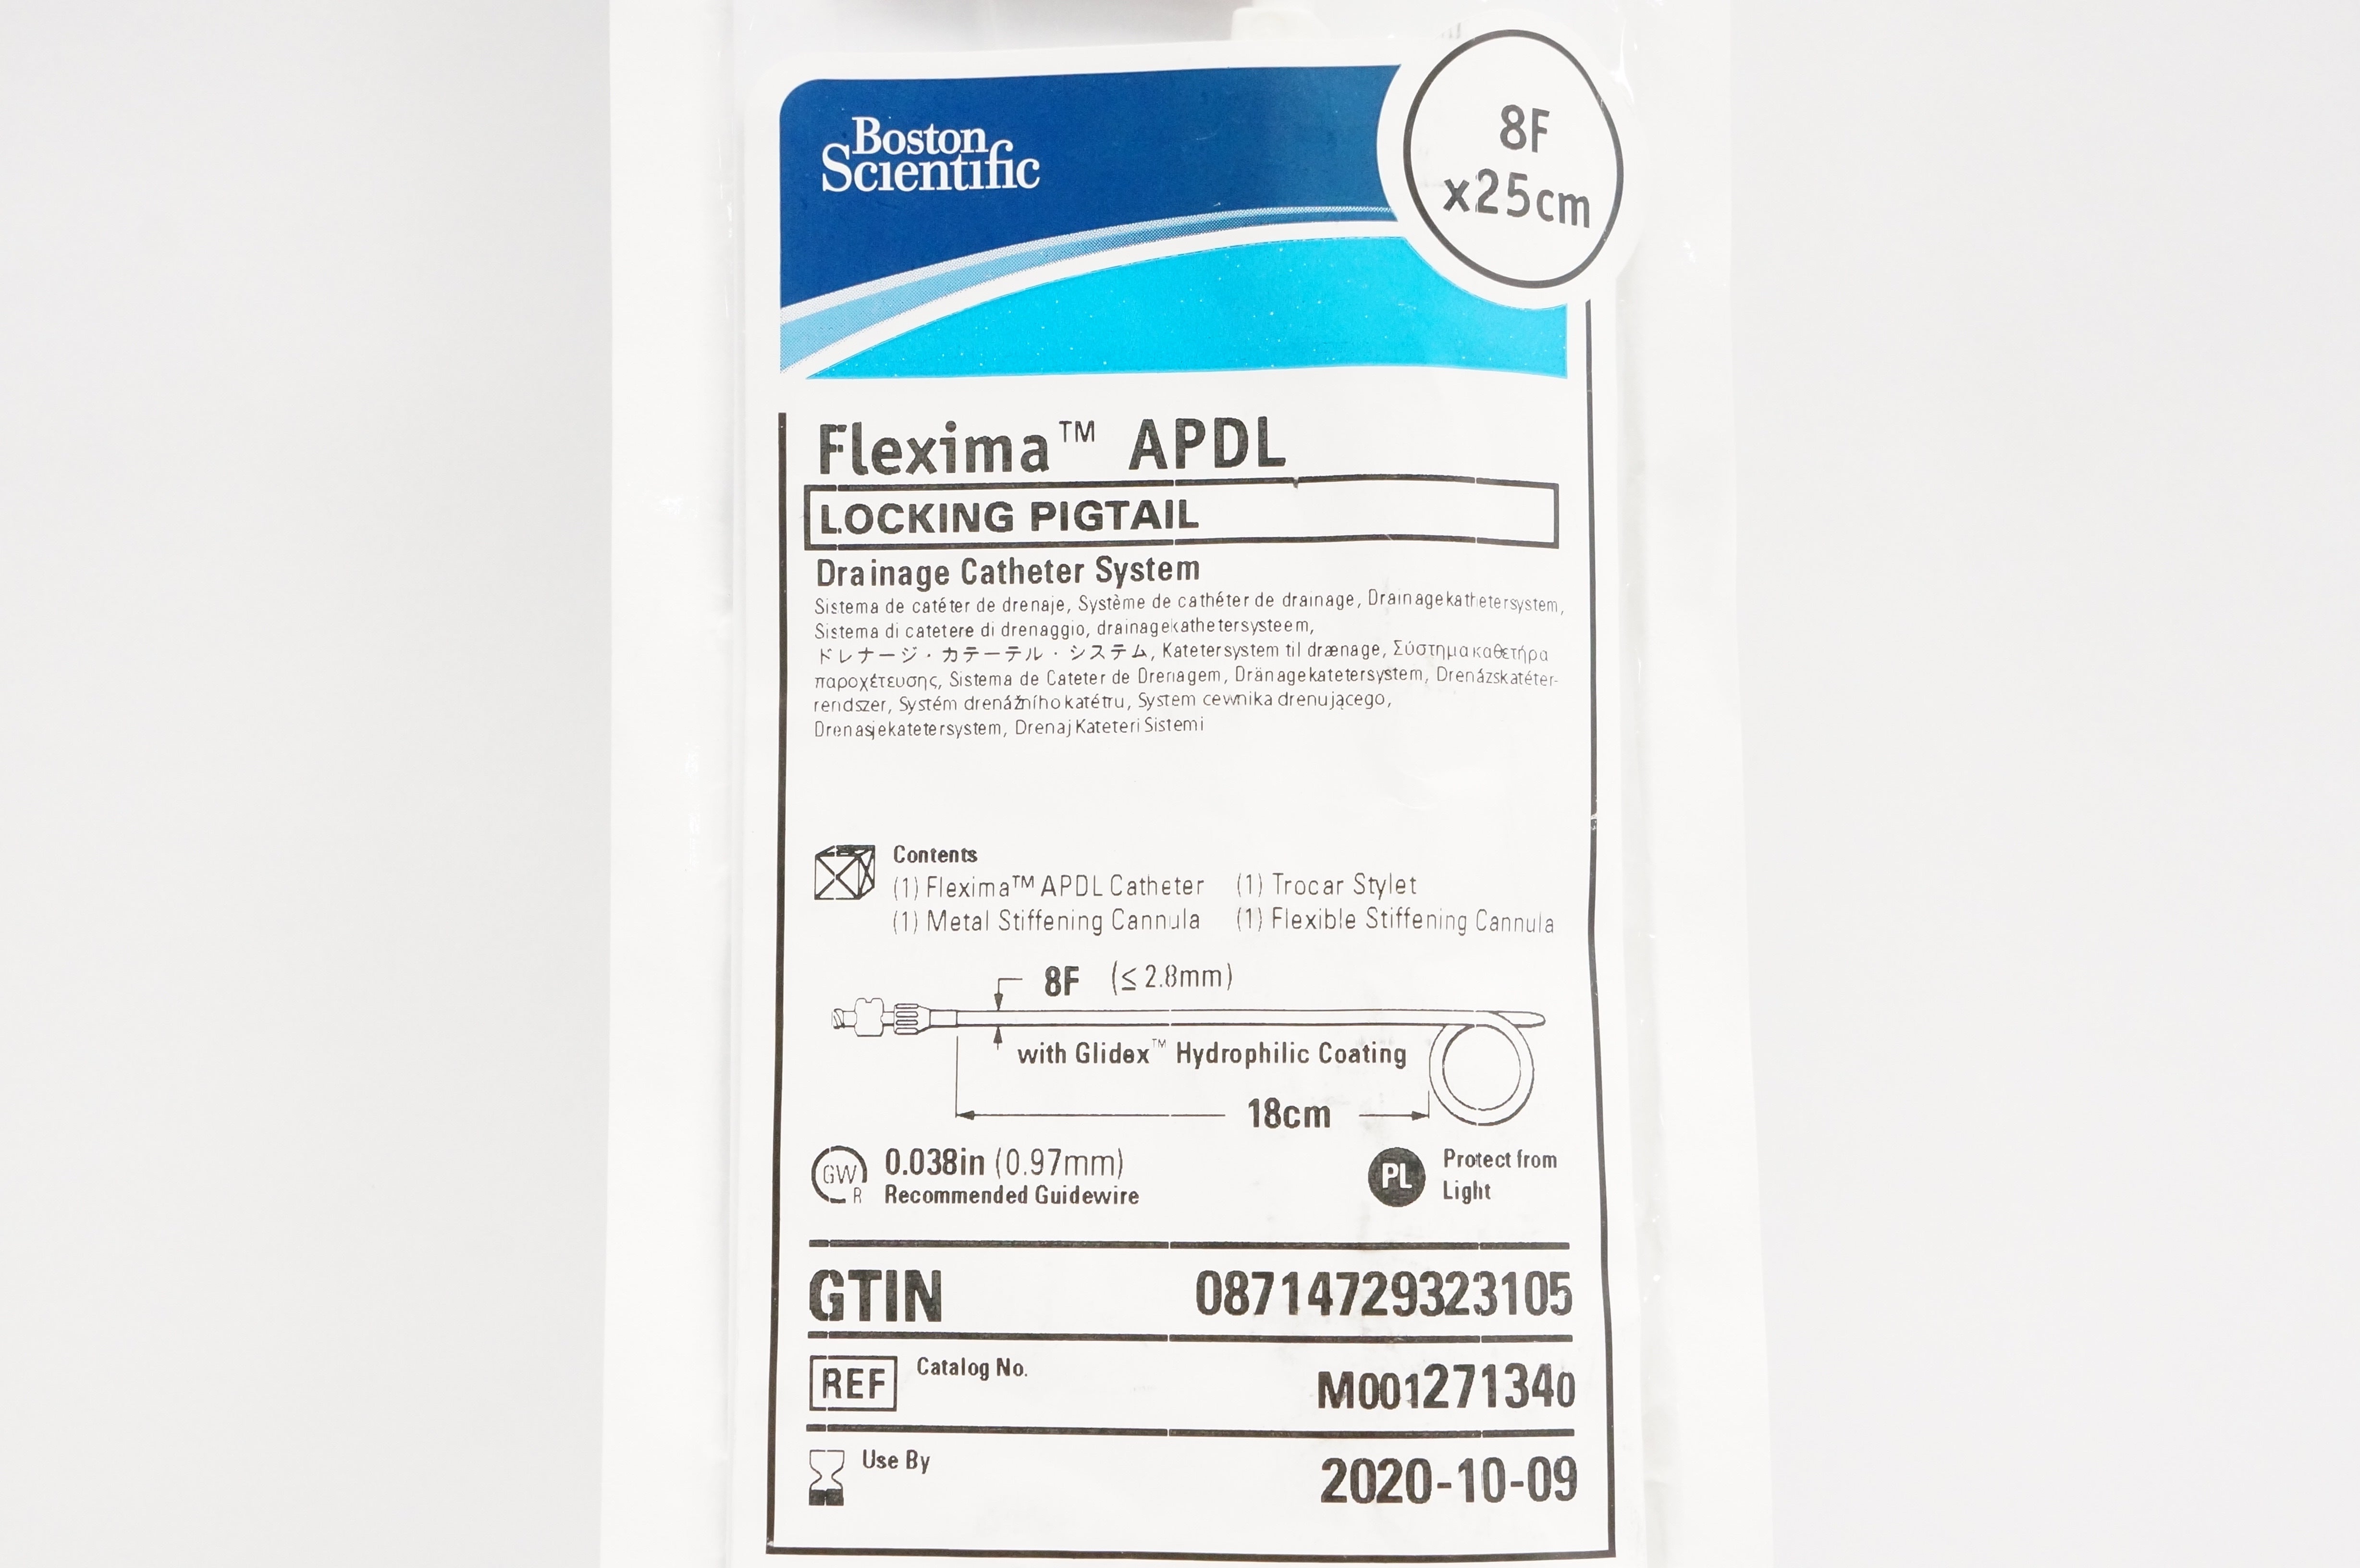 Boston
Scientific
8F
x25cm
Flexima™ APDL
LOCKING PIGTAIL
Drainage Catheter System
Sistema de catéter de drenaje, Système de cathéter de drainage, Drainagekathetersystem,
Sistema di catetere di drenaggio, drainagekathetersysteem,
ドレナージ・カテーテル・システム, Katetersystem til drænage, Σύστημα καθετήρα
παροχέτευσης, Sistema de Cateter de Drenagem, Dränagekatetersystem, Drenázskatéter-
rendszer, Systém drenážního katétru, System cewnika drenującego,
Drenasjekatetersystem, Drenaj Kateteri Sistemi
Contents
(1) Flexima™ APDL Catheter (1) Trocar Stylet
(1) Metal Stiffening Cannula (1) Flexible Stiffening Cannula
8F (≤ 2.8mm)
with Glidex™ Hydrophilic Coating
18cm
GW R 0.038in (0.97mm)
Recommended Guidewire
PL Protect from
Light
GTIN 08714729323105
REF Catalog No. M001271340
Use By 2020-10-09